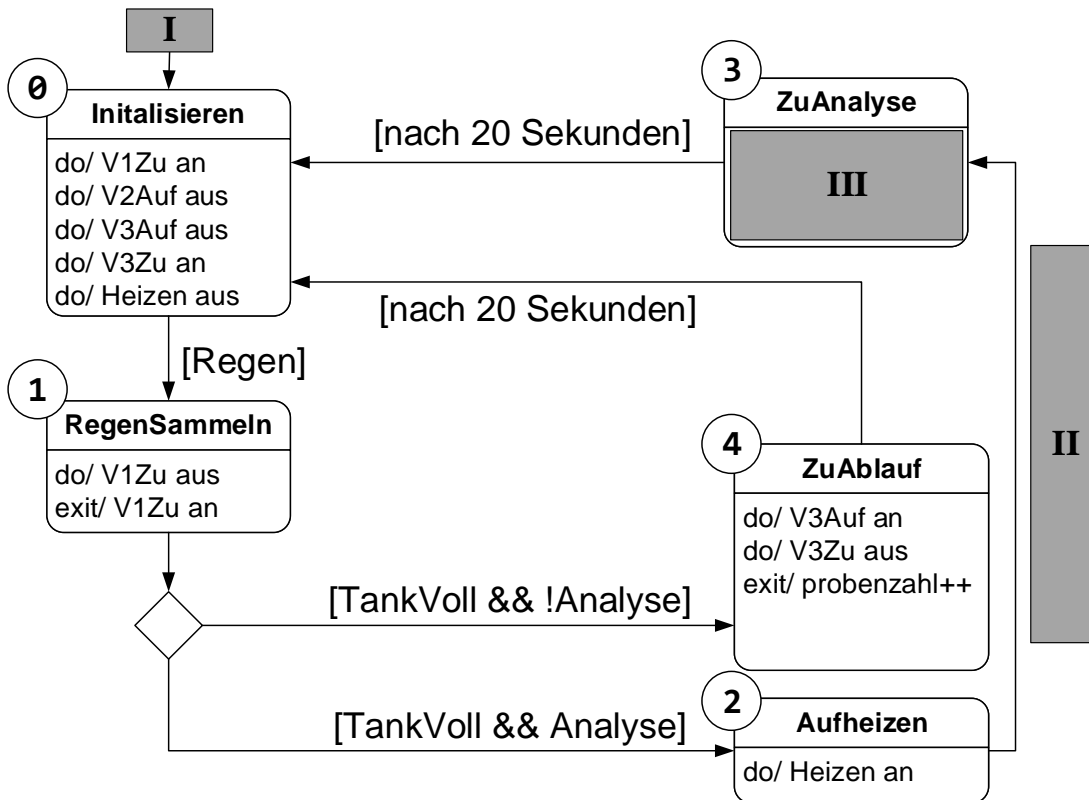 I
0
Initalisieren
do/ V1Zu an
do/ V2Auf aus
do/ V3Auf aus
do/ V3Zu an
do/ Heizen aus
[nach 20 Sekunden]
3
ZuAnalyse
III
[nach 20 Sekunden]
[Regen]
1
RegenSammeln
do/ V1Zu aus
exit/ V1Zu an
4
ZuAblauf
do/ V3Auf an
do/ V3Zu aus
exit/ probenzahl++
II
[TankVoll && !Analyse]
[TankVoll && Analyse]
2
Aufheizen
do/ Heizen an